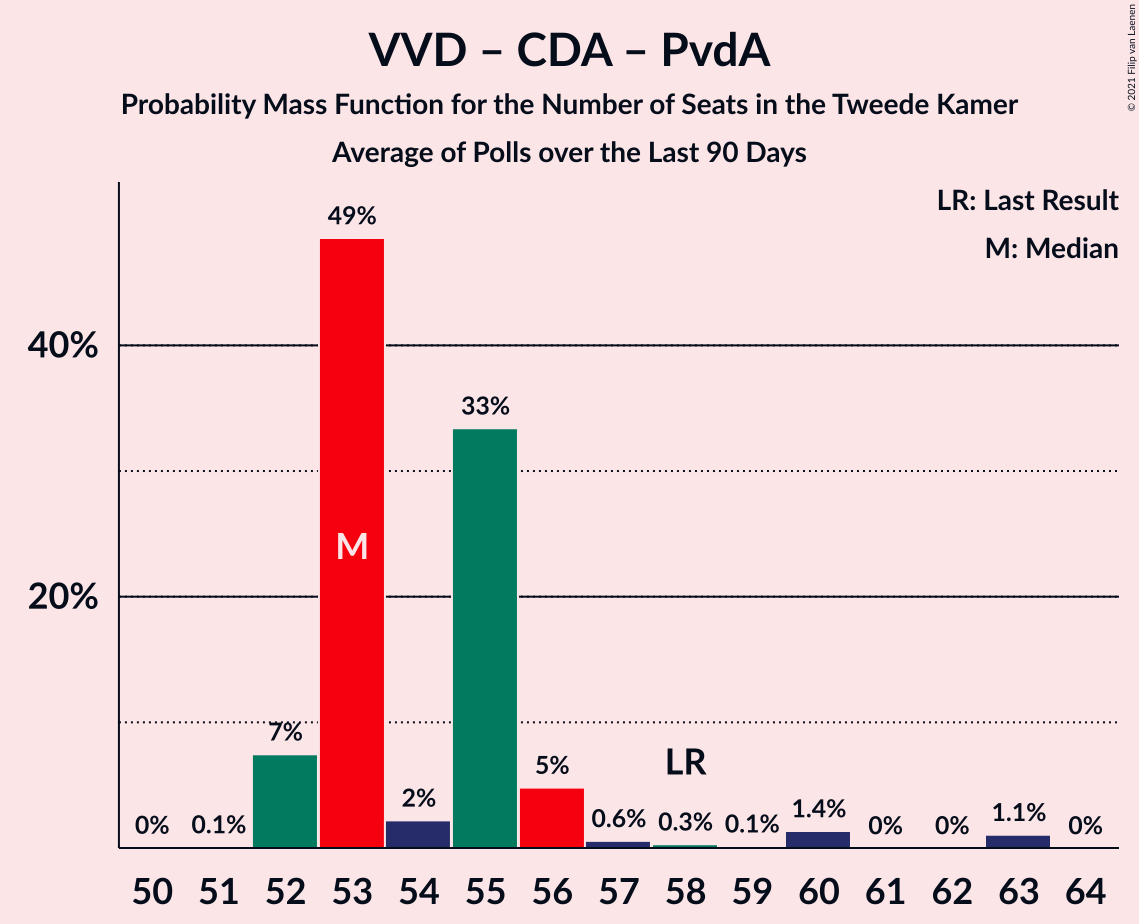 VVD – CDA – PvdA
Probability Mass Function for the Number of Seats in the Tweede Kamer
Average of Polls over the Last 90 Days
© 2021 Filip van Laenen
LR: Last Result
M: Median
40%
20%
0%
0.1%
7%
49%
2%
33%
5%
0.6%
0.3%
0.1%
1.4%
0%
0%
1.1%
0%
M
LR
50 51 52 53 54 55 56 57 58 59 60 61 62 63 64